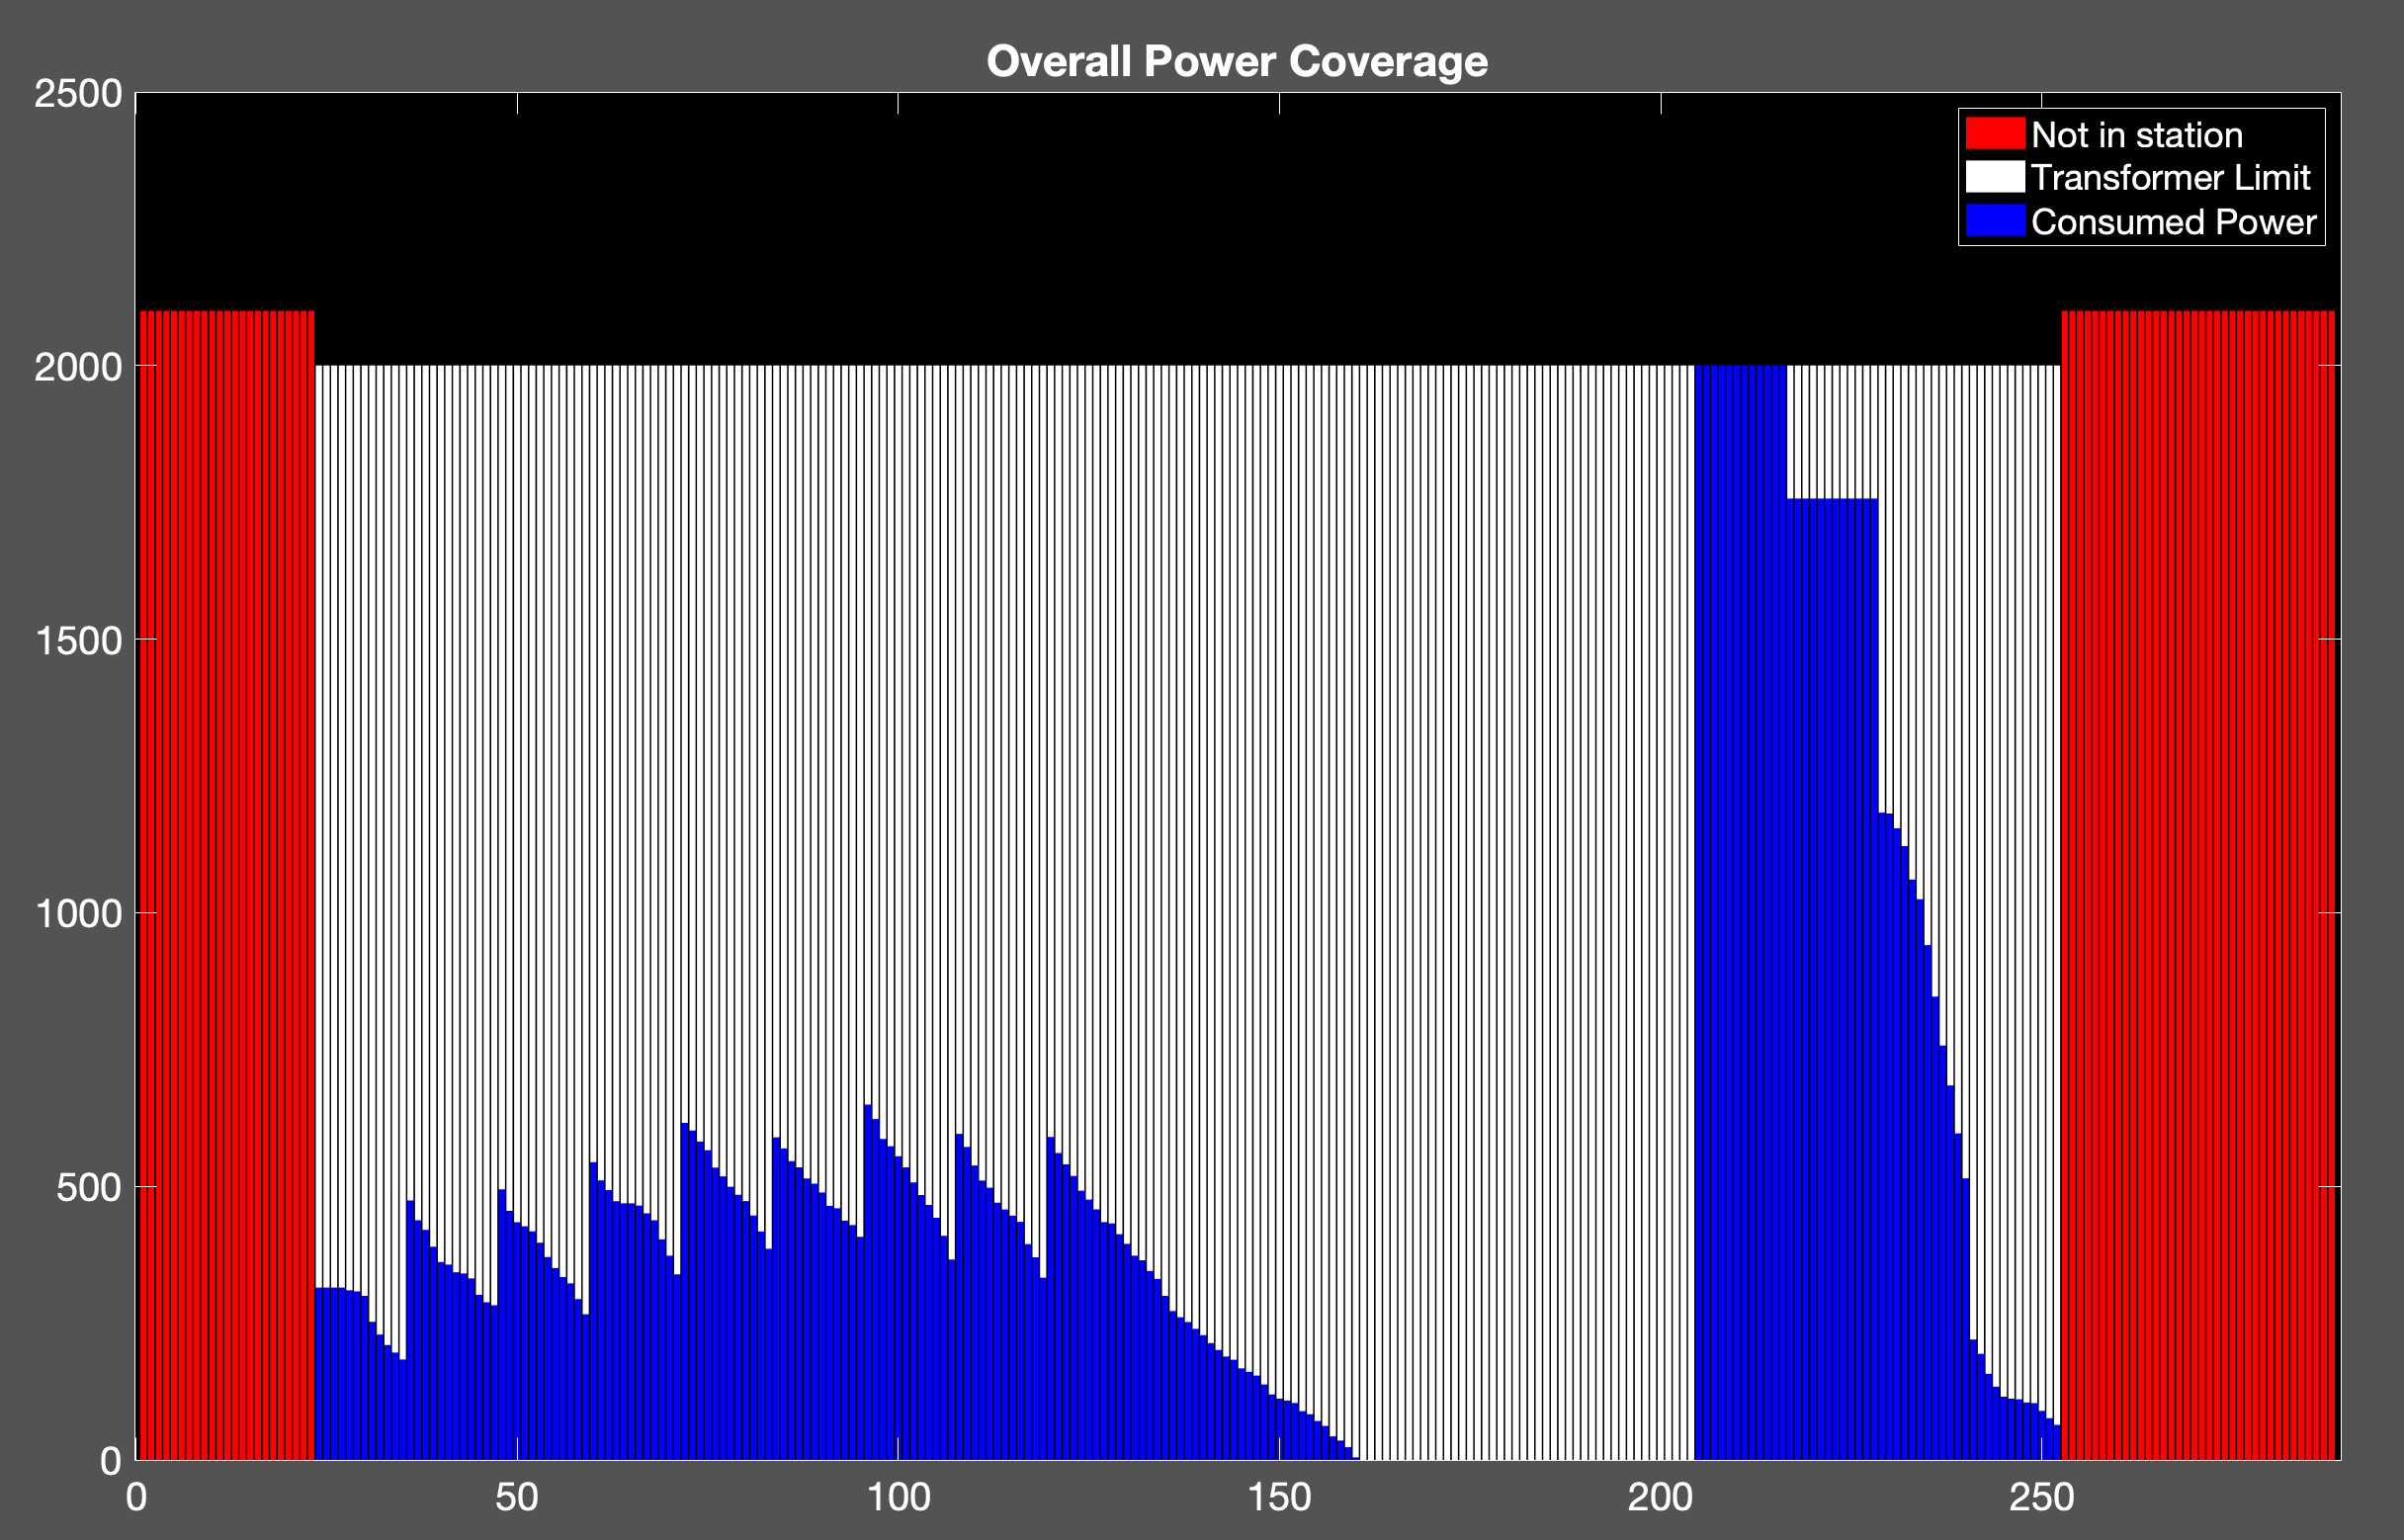 Overall Power Coverage
2500
Not in station
Transformer Limit
Consumed Power
2000
1500
1000
500
0
0 50 100 150 200 250